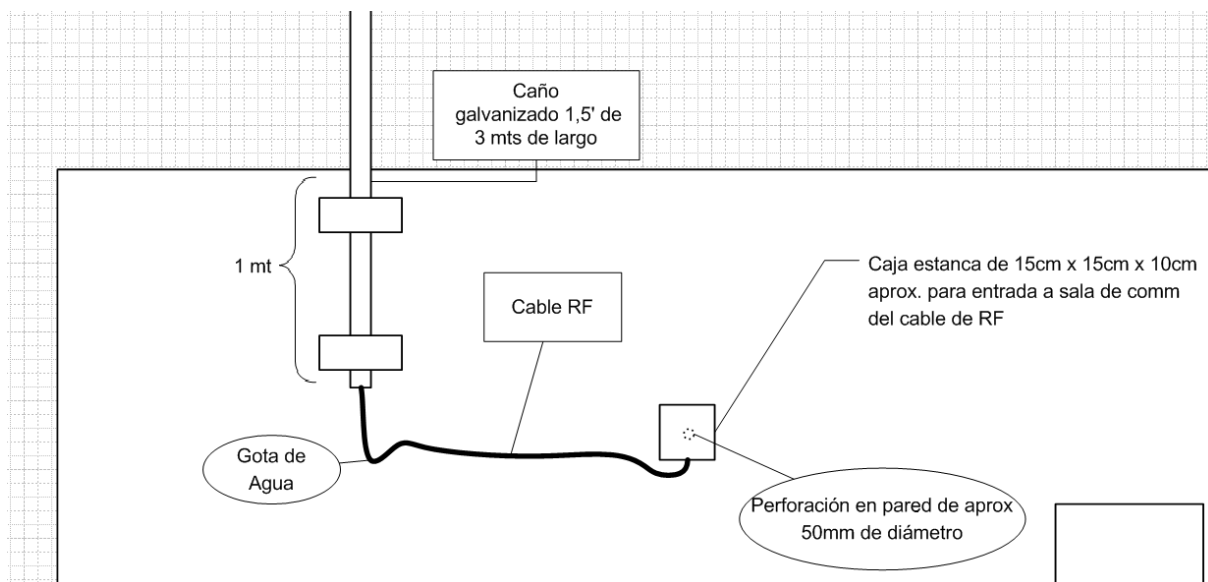 Caño
galvanizado 1,5' de
3 mts de largo
1 mt
Cable RF
Caja estanca de 15cm x 15cm x 10cm
aprox. para entrada a sala de comm
del cable de RF
Gota de
Agua
Perforación en pared de aprox
50mm de diámetro